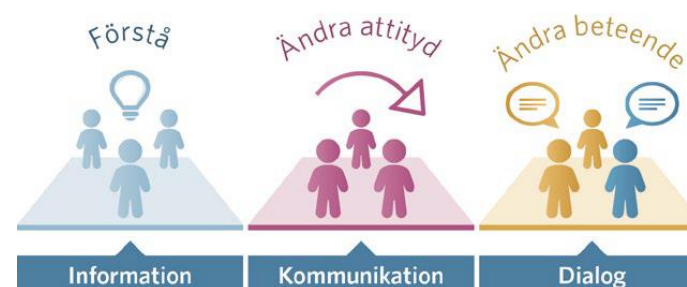 Förstå
Ändra attityd
Ändra beteende
Information
Kommunikation
Dialog